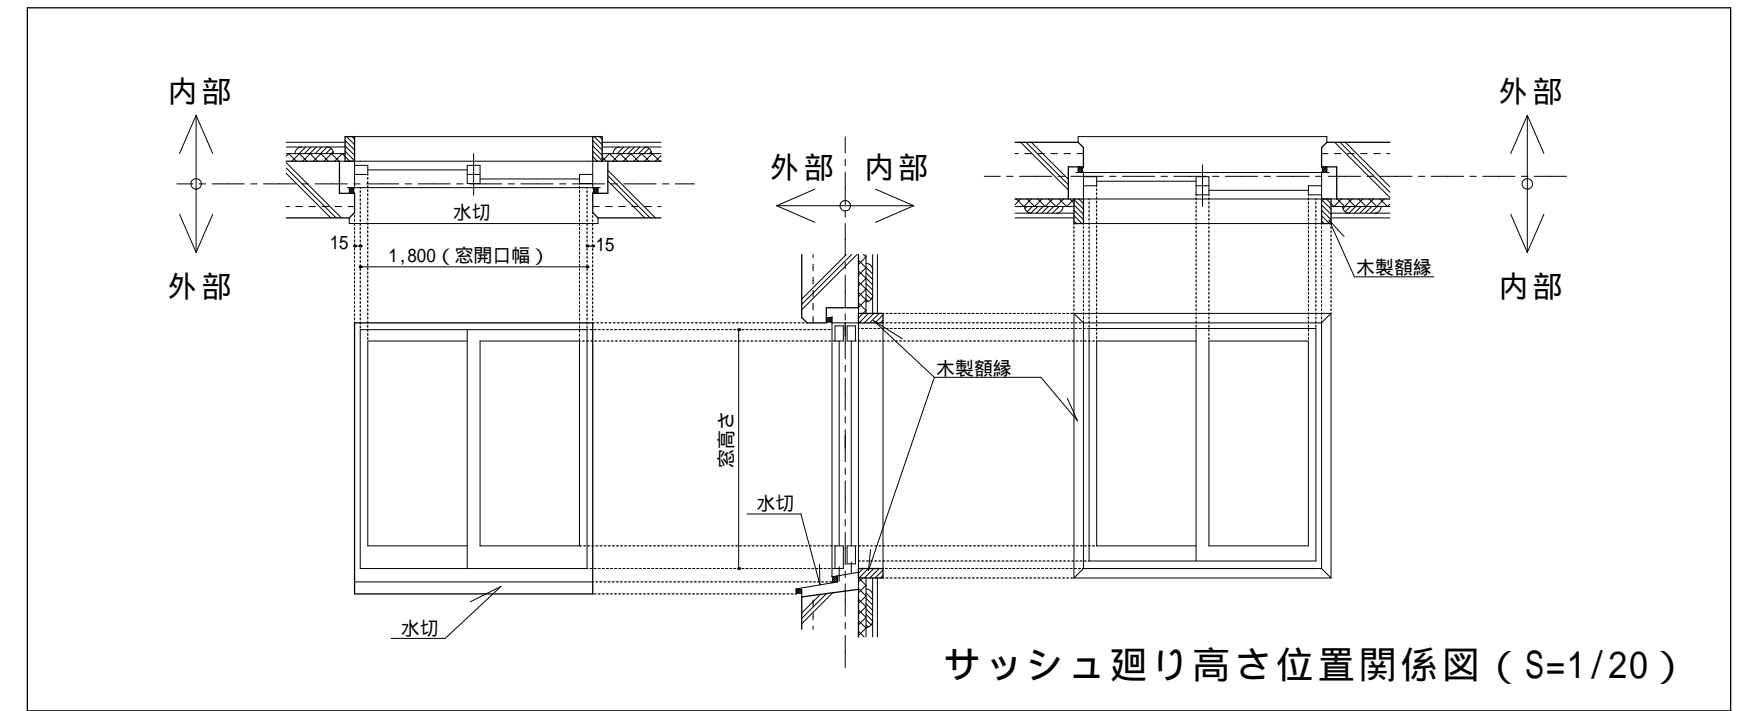 内部
外部
水切
15
15
1,800（窓開口幅）
外部
内部
外部
内部
木製額縁
木製額縁
窓高さ
水切
水切
サッシュ廻り高さ位置関係図（S=1/20）